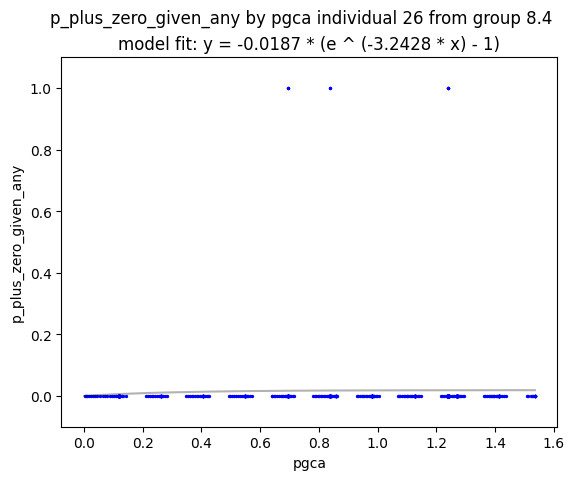 p_plus_zero_given_any by pgca individual 26 from group 8.4
model fit: y = -0.0187 * (e ^ (-3.2428 * x) - 1)
1.0
0.8
0.6
0.4
0.2
0.0
p_plus_zero_given_any
0.0 0.2 0.4 0.6 0.8 1.0 1.2 1.4 1.6
pgca